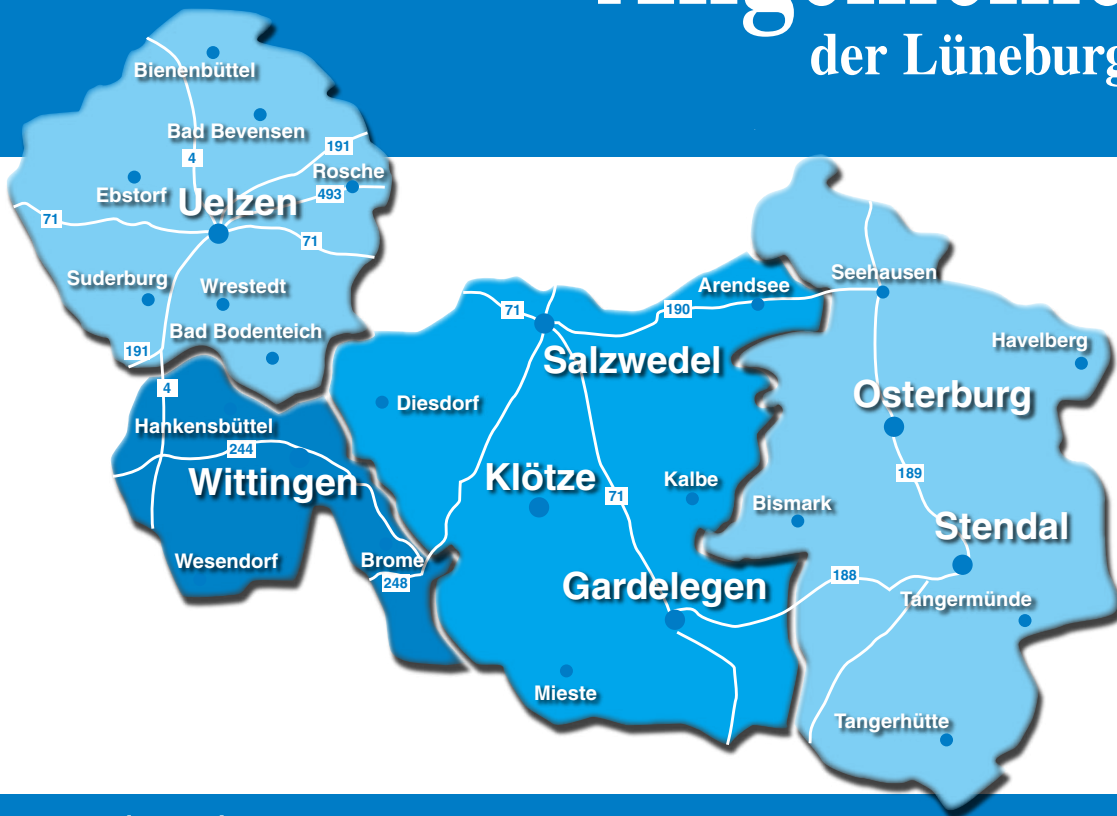 der Lüneburg
Bienenbüttel
Bad Bevensen
191
4
Rosche
Ebstorf
493
Uelzen
71
71
Suderburg
Wrestedt
Bad Bodenteich
191
4
Hankensbüttel
244
Wittingen
Wesendorf
Brome
248
71
190
Arendsee
Salzwedel
Diesdorf
Klötze
Kalbe
71
Gardelegen
Mieste
Seehausen
Havelberg
Osterburg
189
Bismark
Stendal
188
Tangermünde
Tangerhütte